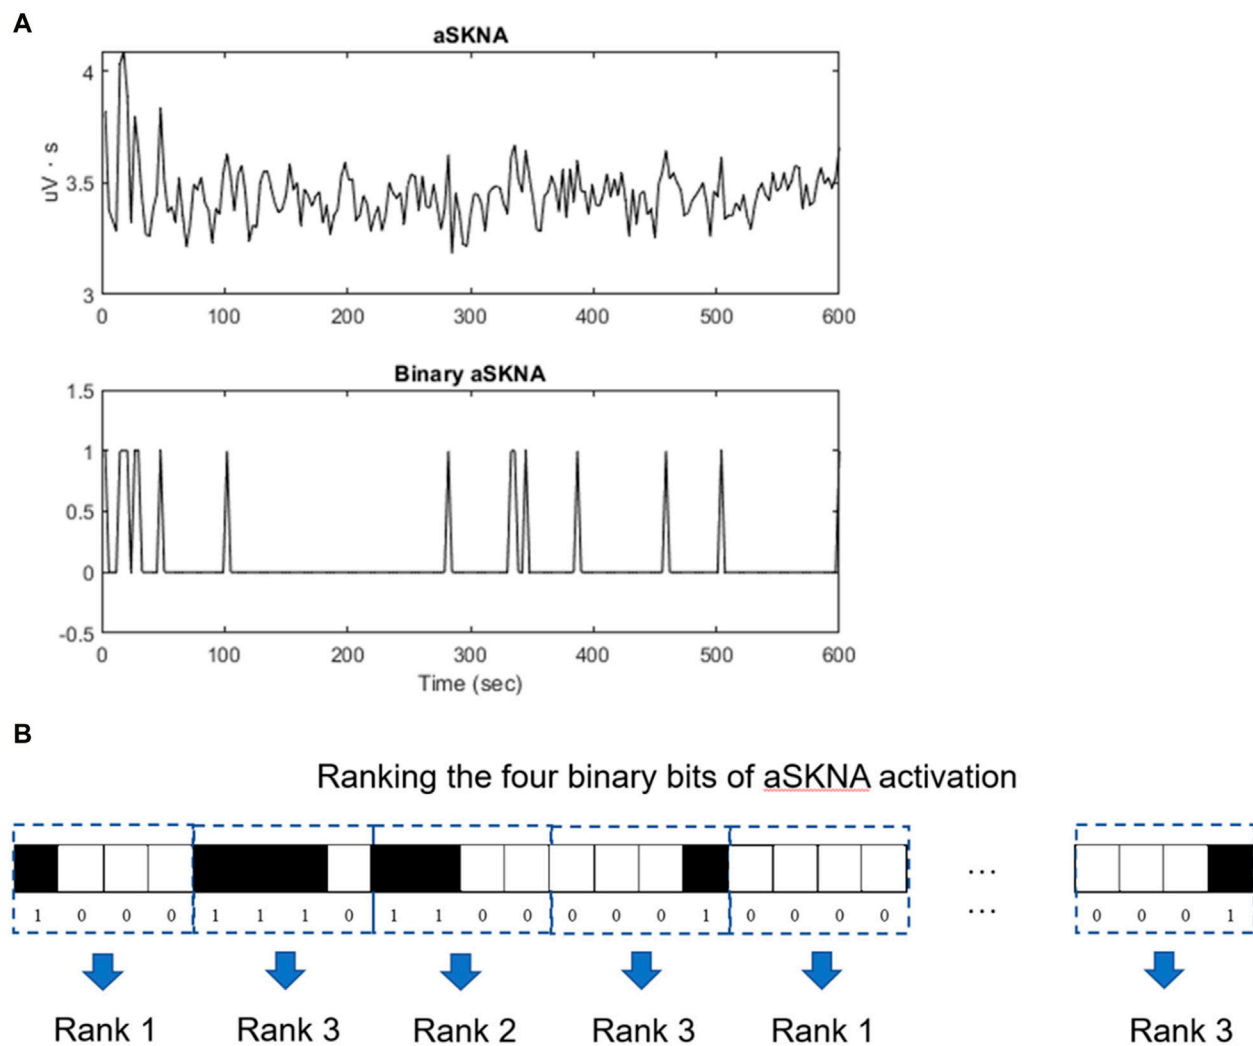 A
aSKNA
4
3.5
3
uV · s
0 100 200 300 400 500 600
Binary aSKNA
1.5
1
0.5
0
-0.5
0 100 200 300 400 500 600
Time (sec)
B
Ranking the four binary bits of aSKNA activation
...
1 0 0 0 1 1 1 0 1 1 0 0 0 0 0 1 0 0 0 0 ... 0 0 0 1
Rank 1 Rank 3 Rank 2 Rank 3 Rank 1 Rank 3